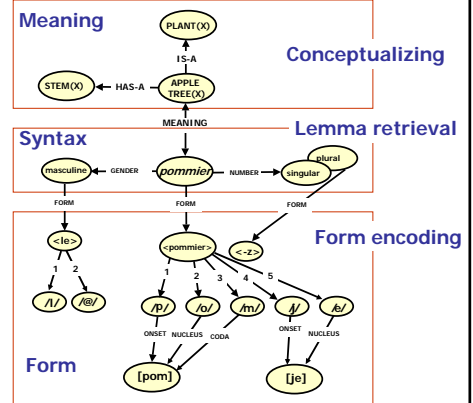 Meaning
PLANT(X)
IS-A
Conceptualizing
STEM(X)
HAS-A
APPLE
TREE(X)
MEANING
Syntax
Lemma retrieval
masculine
GENDER
pommier
NUMBER
singular
plural
FORM
FORM
FORM
<le>
<pommier>
<-z>
Form encoding
1
2
1
2
3
4
5
/l/
/@/
/p/
/o/
/m/
/j/
/e/
ONSET
NUCLEUS
CODA
ONSET
NUCLEUS
Form
[pom]
[je]